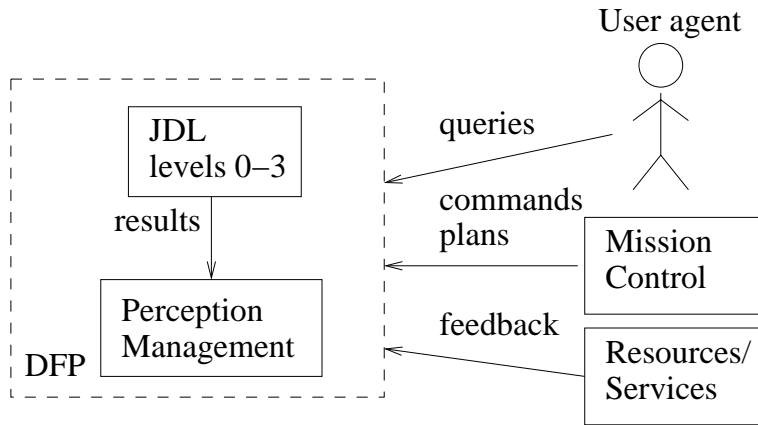 User agent
JDL
levels 0–3
queries
results
commands
plans
Mission
Control
Perception
Management
feedback
DFP
Resources/
Services